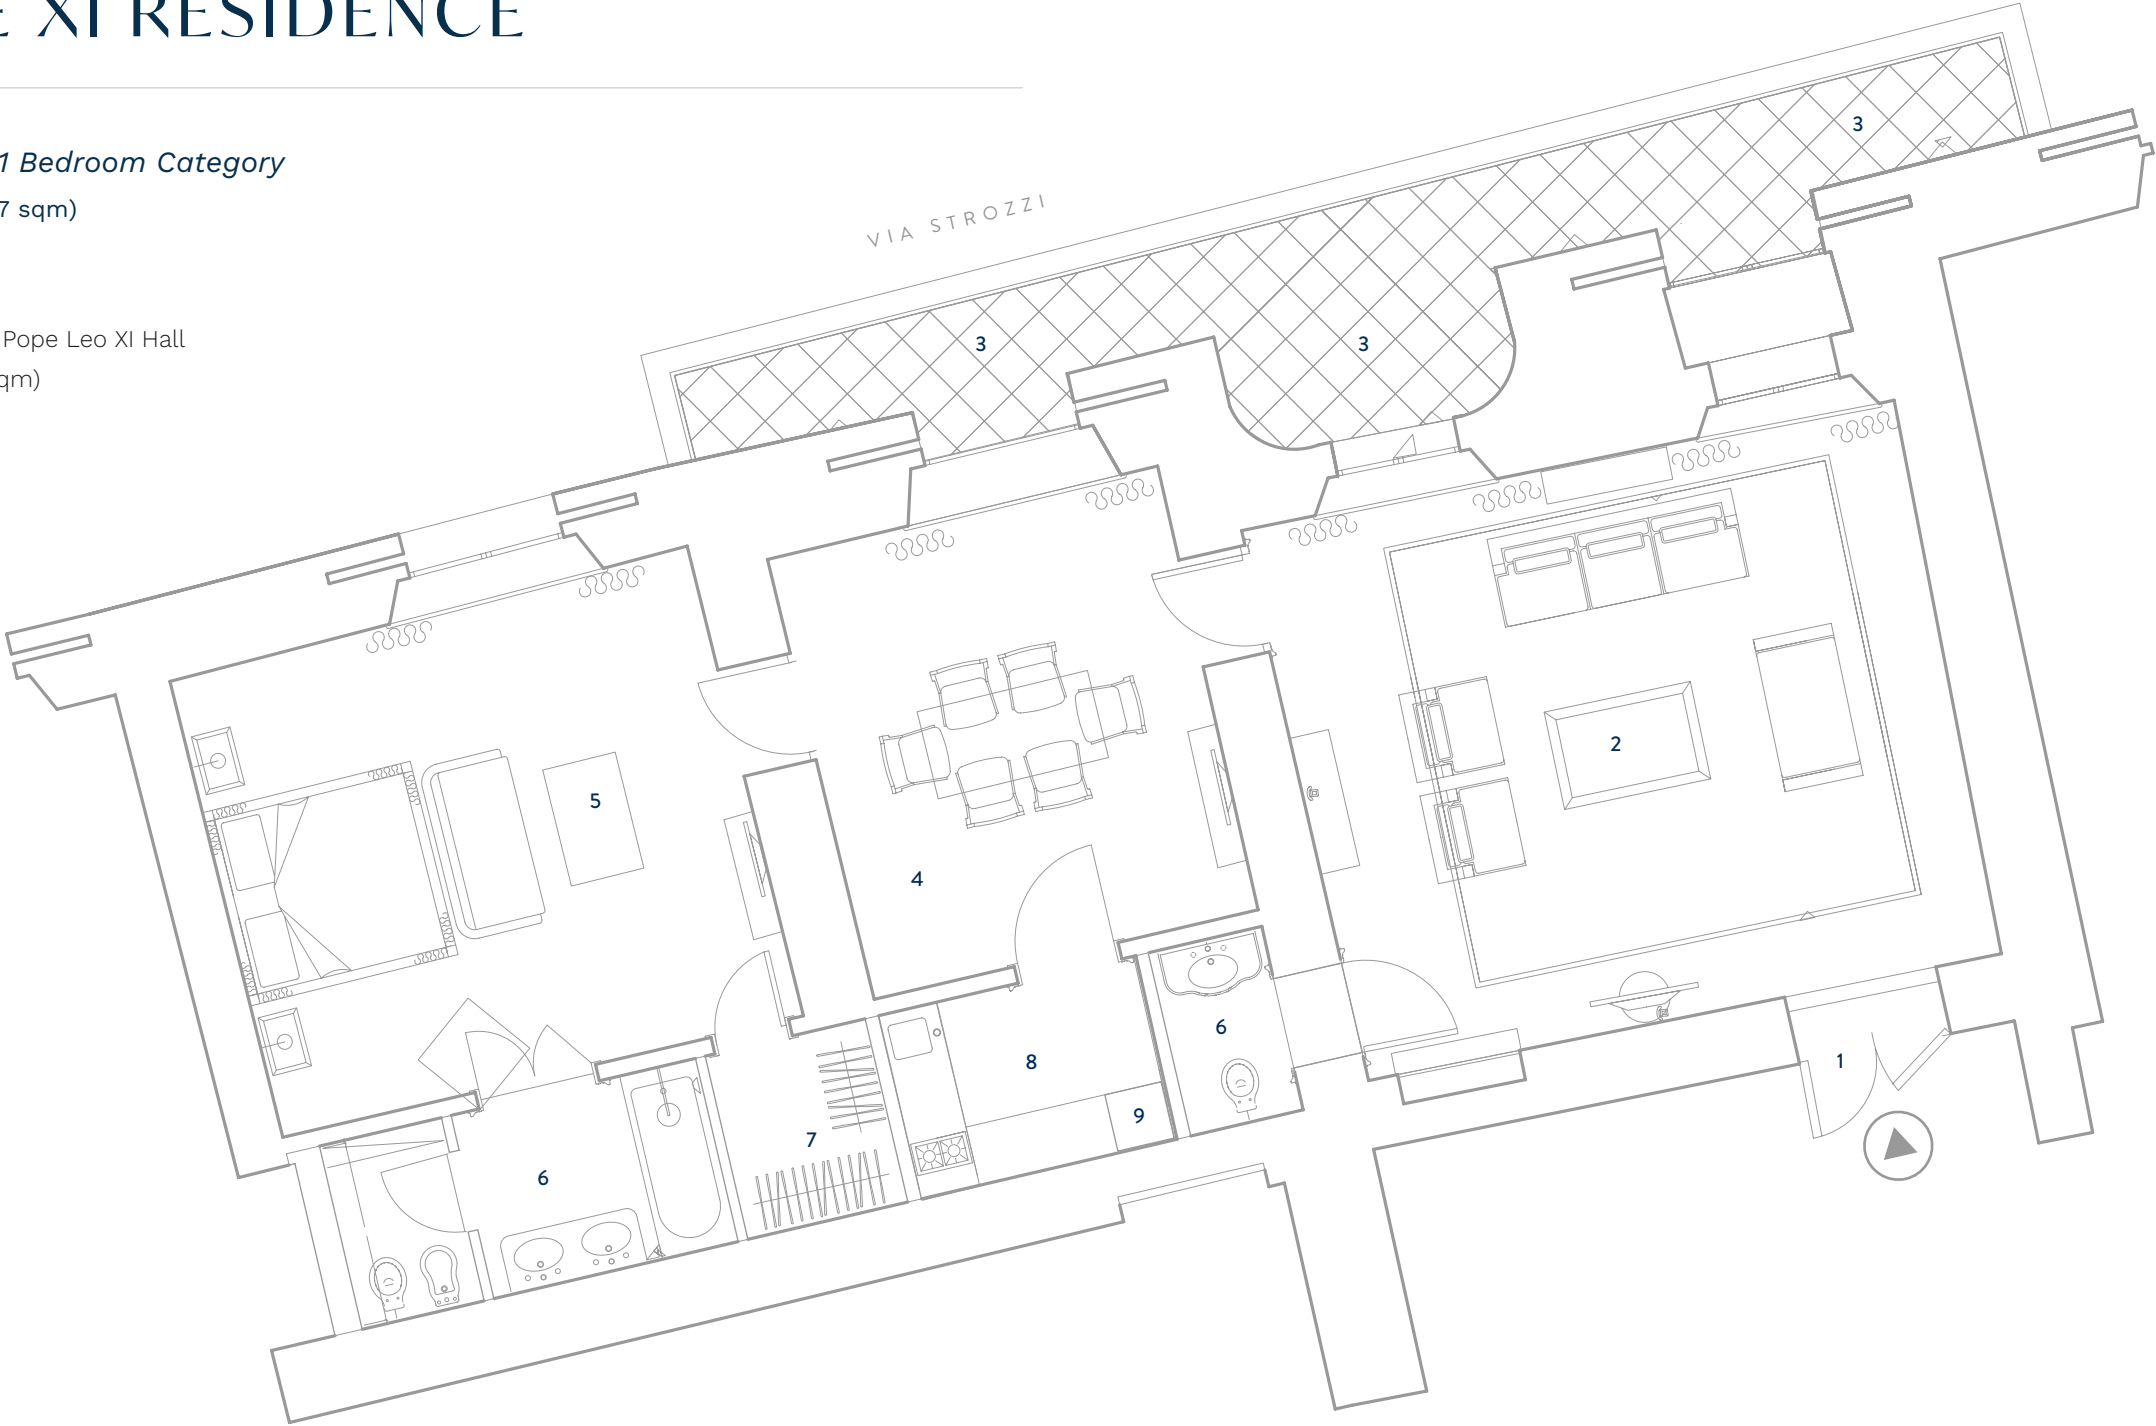 E XI RESIDENCE
1 Bedroom Category
7 sqm)
Pope Leo XI Hall
qm)
VIA STROZZI
3
3
3
2
5
4
6
1
8
9
7
6